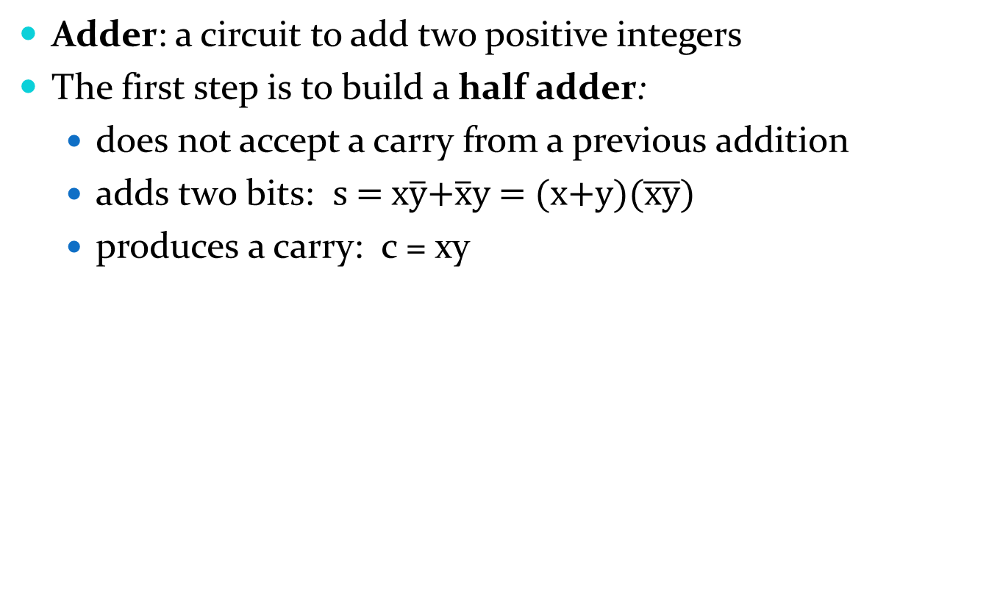 • Adder: a circuit to add two positive integers
• The first step is to build a half adder:
• does not accept a carry from a previous addition
• adds two bits: s = xy̅+x̅y = (x+y)(x̅y̅)
• produces a carry: c = xy